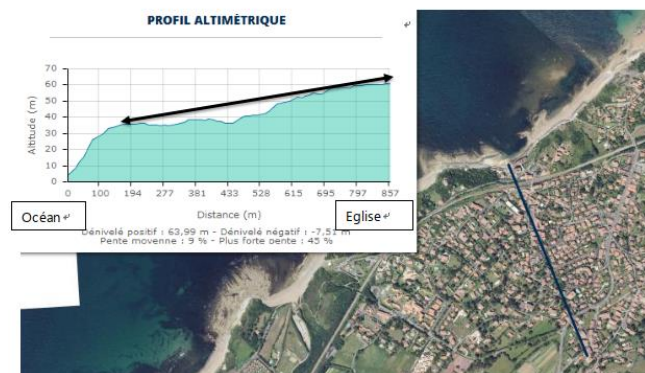 PROFIL ALTIMÉTRIQUE
70
60
50
40
30
20
10
0
Altitude (m)
0 100 194 277 381 433 528 615 695 797 857
Océan
Distance (m)
Eglise
Dénivelé positif : 63,99 m - Dénivelé négatif : -7,51 m
Pente moyenne : 9 % - Plus forte pente : 45 %